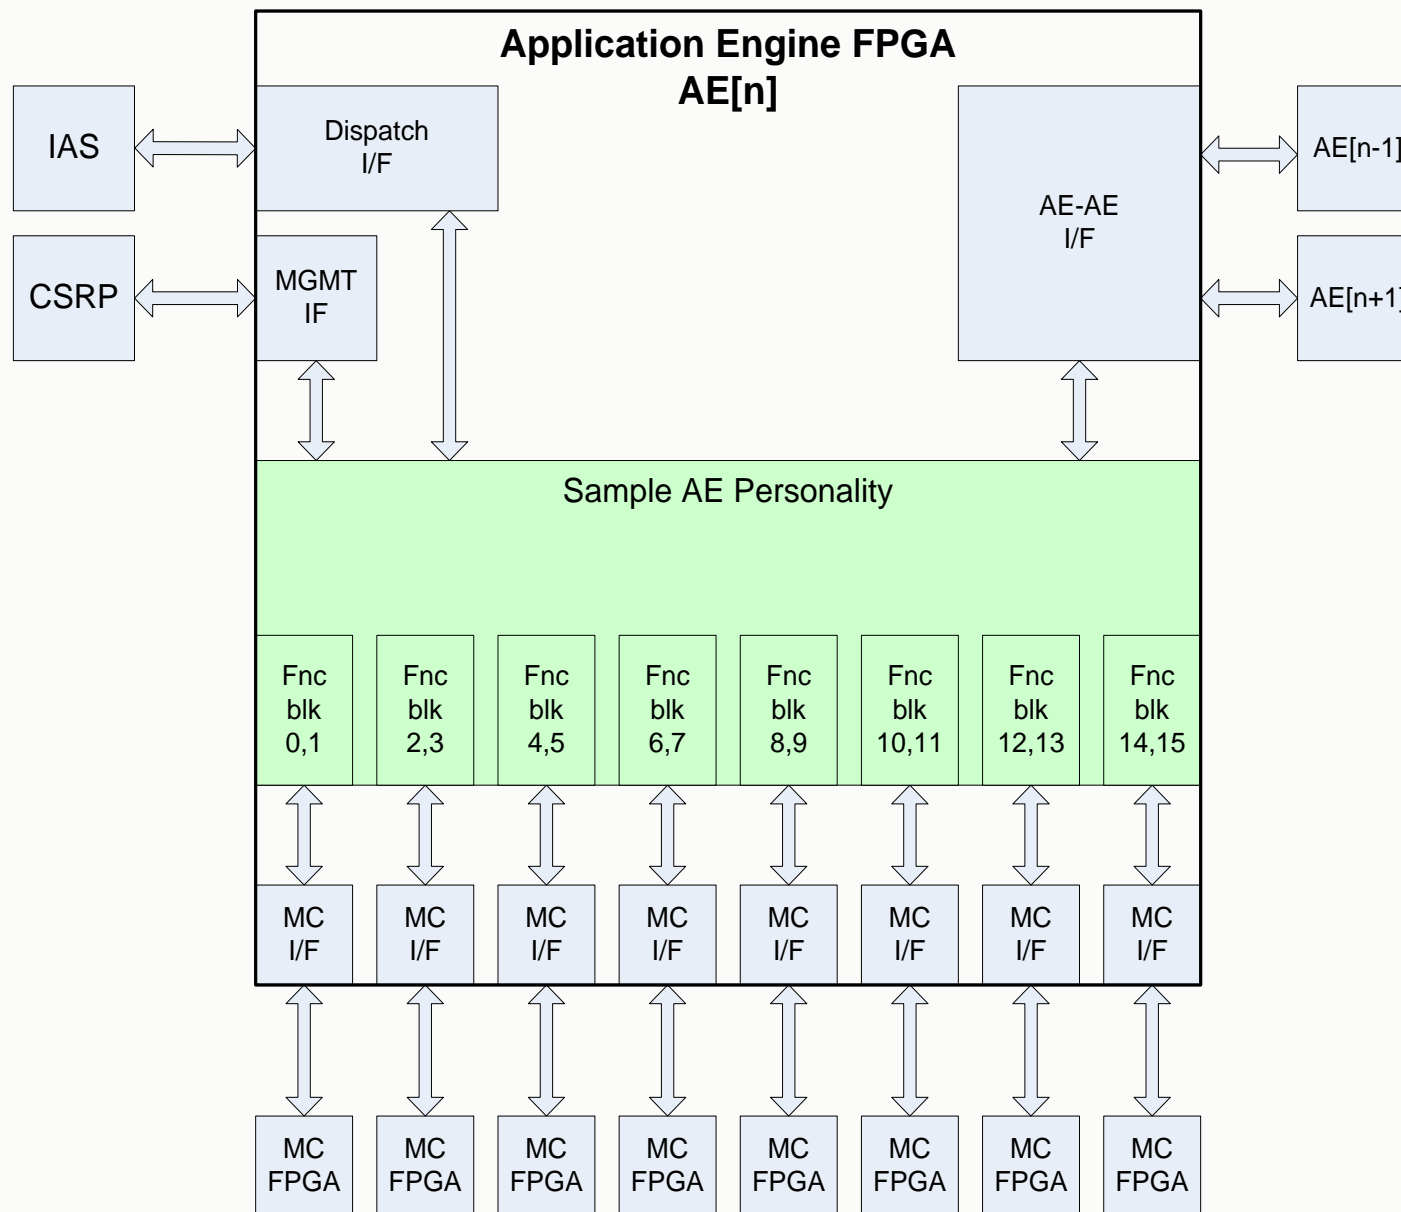 Application Engine FPGA
AE[n]
IAS
Dispatch
I/F
AE-AE
I/F
AE[n-1]
CSRP
MGMT
IF
AE[n+1]
Sample AE Personality
Fnc
blk
0,1
Fnc
blk
2,3
Fnc
blk
4,5
Fnc
blk
6,7
Fnc
blk
8,9
Fnc
blk
10,11
Fnc
blk
12,13
Fnc
blk
14,15
MC
I/F
MC
I/F
MC
I/F
MC
I/F
MC
I/F
MC
I/F
MC
I/F
MC
I/F
MC
FPGA
MC
FPGA
MC
FPGA
MC
FPGA
MC
FPGA
MC
FPGA
MC
FPGA
MC
FPGA